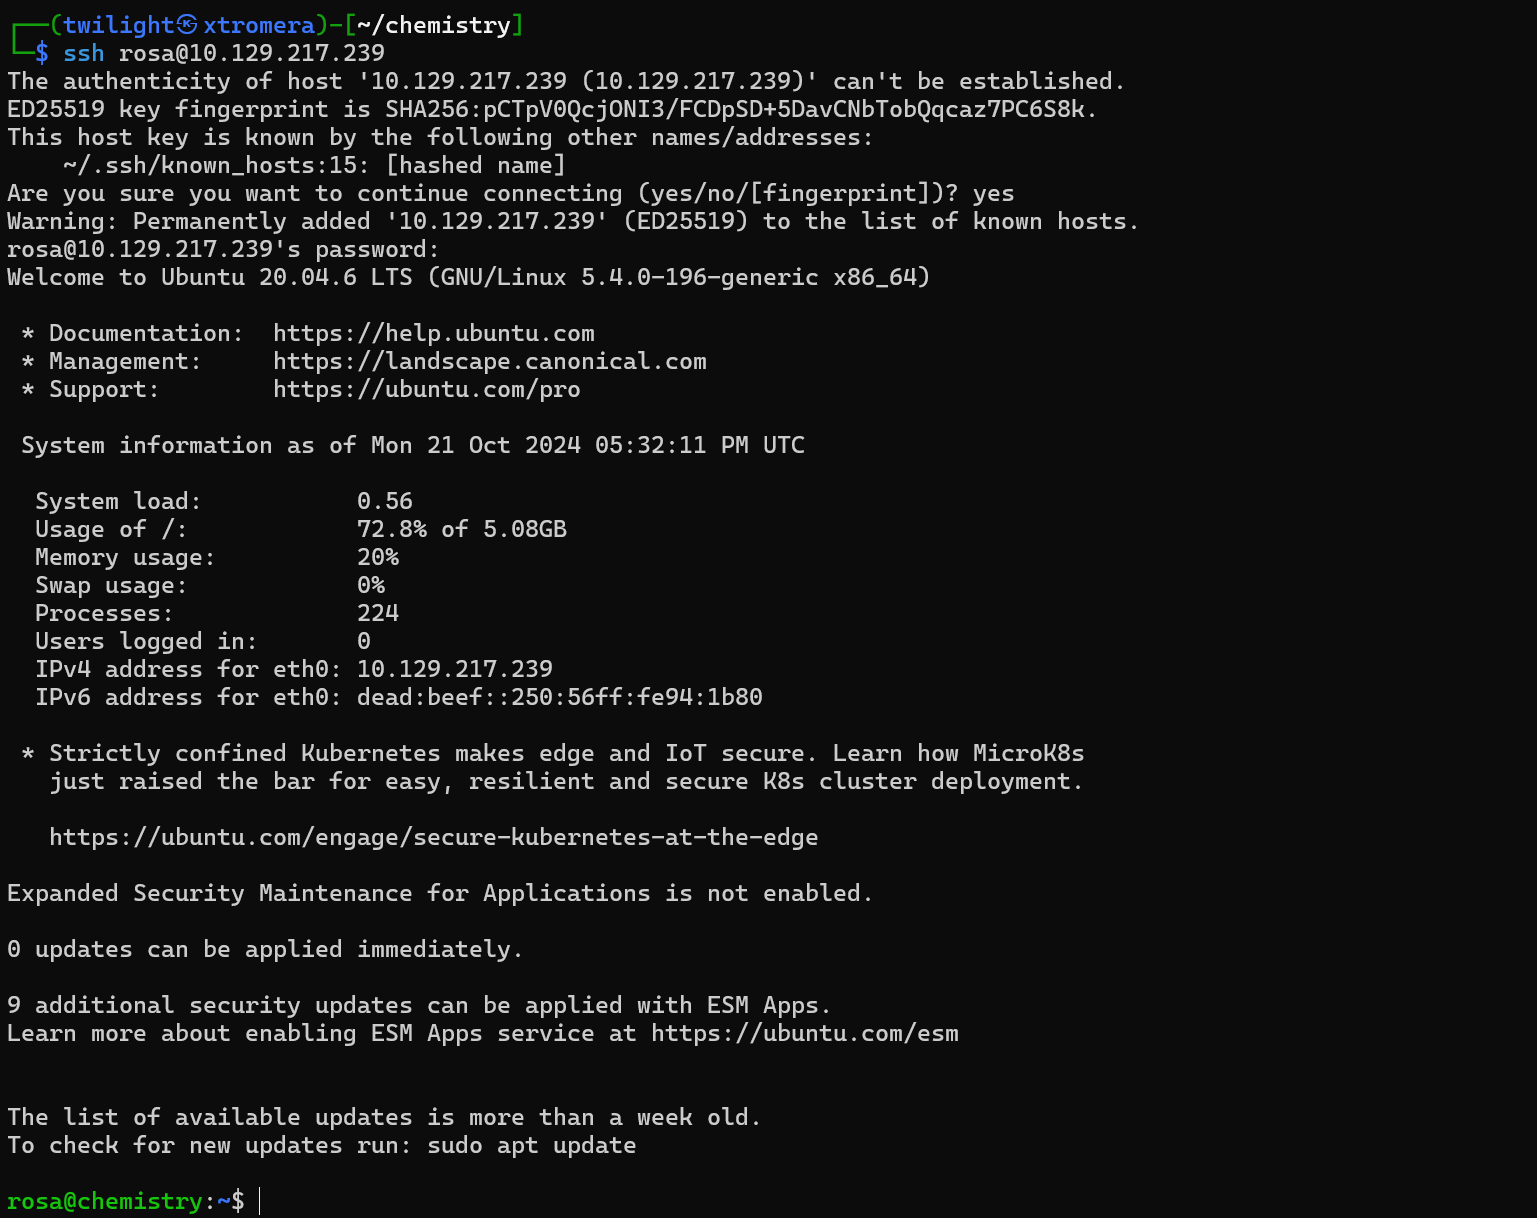 ┌──(twilight㉿xtromera)-[~/chemistry]
└─$ ssh rosa@10.129.217.239
The authenticity of host '10.129.217.239 (10.129.217.239)' can't be established.
ED25519 key fingerprint is SHA256:pCTpV0QcjONI3/FCDpSD+5DavCNbTobQqcaz7PC6S8k.
This host key is known by the following other names/addresses:
    ~/.ssh/known_hosts:15: [hashed name]
Are you sure you want to continue connecting (yes/no/[fingerprint])? yes
Warning: Permanently added '10.129.217.239' (ED25519) to the list of known hosts.
rosa@10.129.217.239's password:
Welcome to Ubuntu 20.04.6 LTS (GNU/Linux 5.4.0-196-generic x86_64)

 * Documentation:  https://help.ubuntu.com
 * Management:     https://landscape.canonical.com
 * Support:        https://ubuntu.com/pro

 System information as of Mon 21 Oct 2024 05:32:11 PM UTC

  System load:           0.56
  Usage of /:            72.8% of 5.08GB
  Memory usage:          20%
  Swap usage:            0%
  Processes:             224
  Users logged in:       0
  IPv4 address for eth0: 10.129.217.239
  IPv6 address for eth0: dead:beef::250:56ff:fe94:1b80

 * Strictly confined Kubernetes makes edge and IoT secure. Learn how MicroK8s
   just raised the bar for easy, resilient and secure K8s cluster deployment.

   https://ubuntu.com/engage/secure-kubernetes-at-the-edge

Expanded Security Maintenance for Applications is not enabled.

0 updates can be applied immediately.

9 additional security updates can be applied with ESM Apps.
Learn more about enabling ESM Apps service at https://ubuntu.com/esm


The list of available updates is more than a week old.
To check for new updates run: sudo apt update

rosa@chemistry:~$